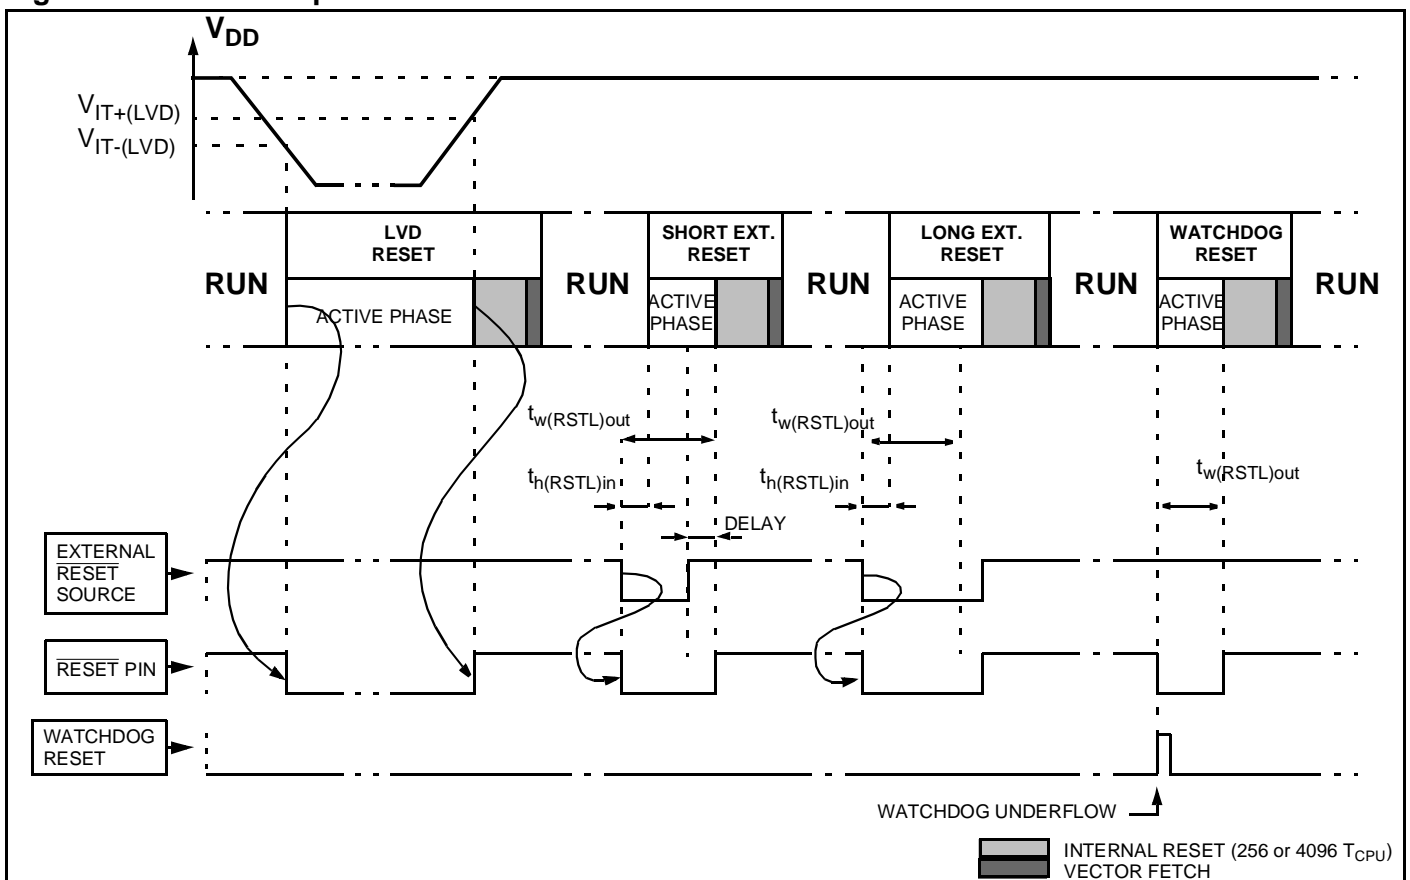 V_DD
V_IT+(LVD)
V_IT-(LVD)
LVD
RESET
SHORT EXT.
RESET
LONG EXT.
RESET
WATCHDOG
RESET
RUN
RUN
RUN
RUN
RUN
ACTIVE PHASE
ACTIVE
PHASE
ACTIVE
PHASE
ACTIVE
PHASE
t_w(RSTL)out
t_w(RSTL)out
t_h(RSTL)in
t_h(RSTL)in
t_w(RSTL)out
DELAY
EXTERNAL
RESET
SOURCE
RESET PIN
WATCHDOG
RESET
WATCHDOG UNDERFLOW
INTERNAL RESET (256 or 4096 T_CPU)
VECTOR FETCH